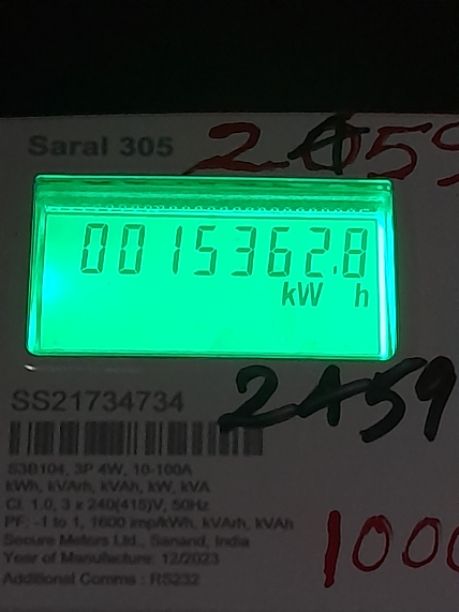 Saral 305
0015362.8
kW h
SS21734734
2459
S3B104, 3P 4W, 10-100A
kWh, kVArh, kVAh, kW, kVA
Cl. 1.0, 3 x 240(415)V, 50Hz
PF: -1 to 1, 1600 imp/kWh, kVArh, kVAh
Secure Meters Ltd., Sanand, India
Year of Manufacture: 12/2023
Additional Comms : RS232